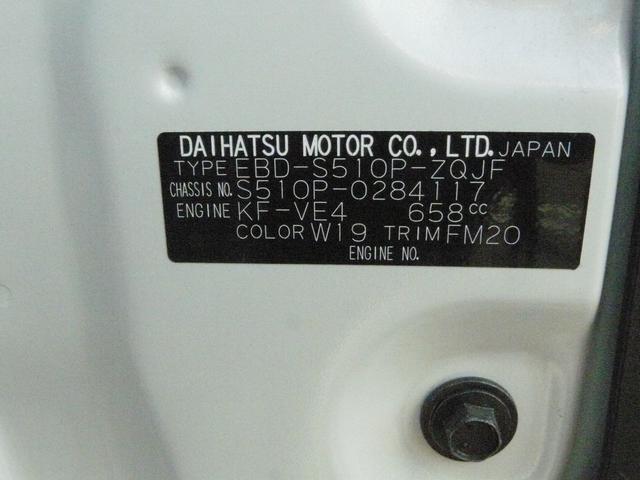 DAIHATSU MOTOR CO., LTD. JAPAN
TYPE EBD-S510P-ZQJF
CHASSIS NO. S510P-0284117
ENGINE KF-VE4 658cc
COLOR W19 TRIM FM20
ENGINE NO.